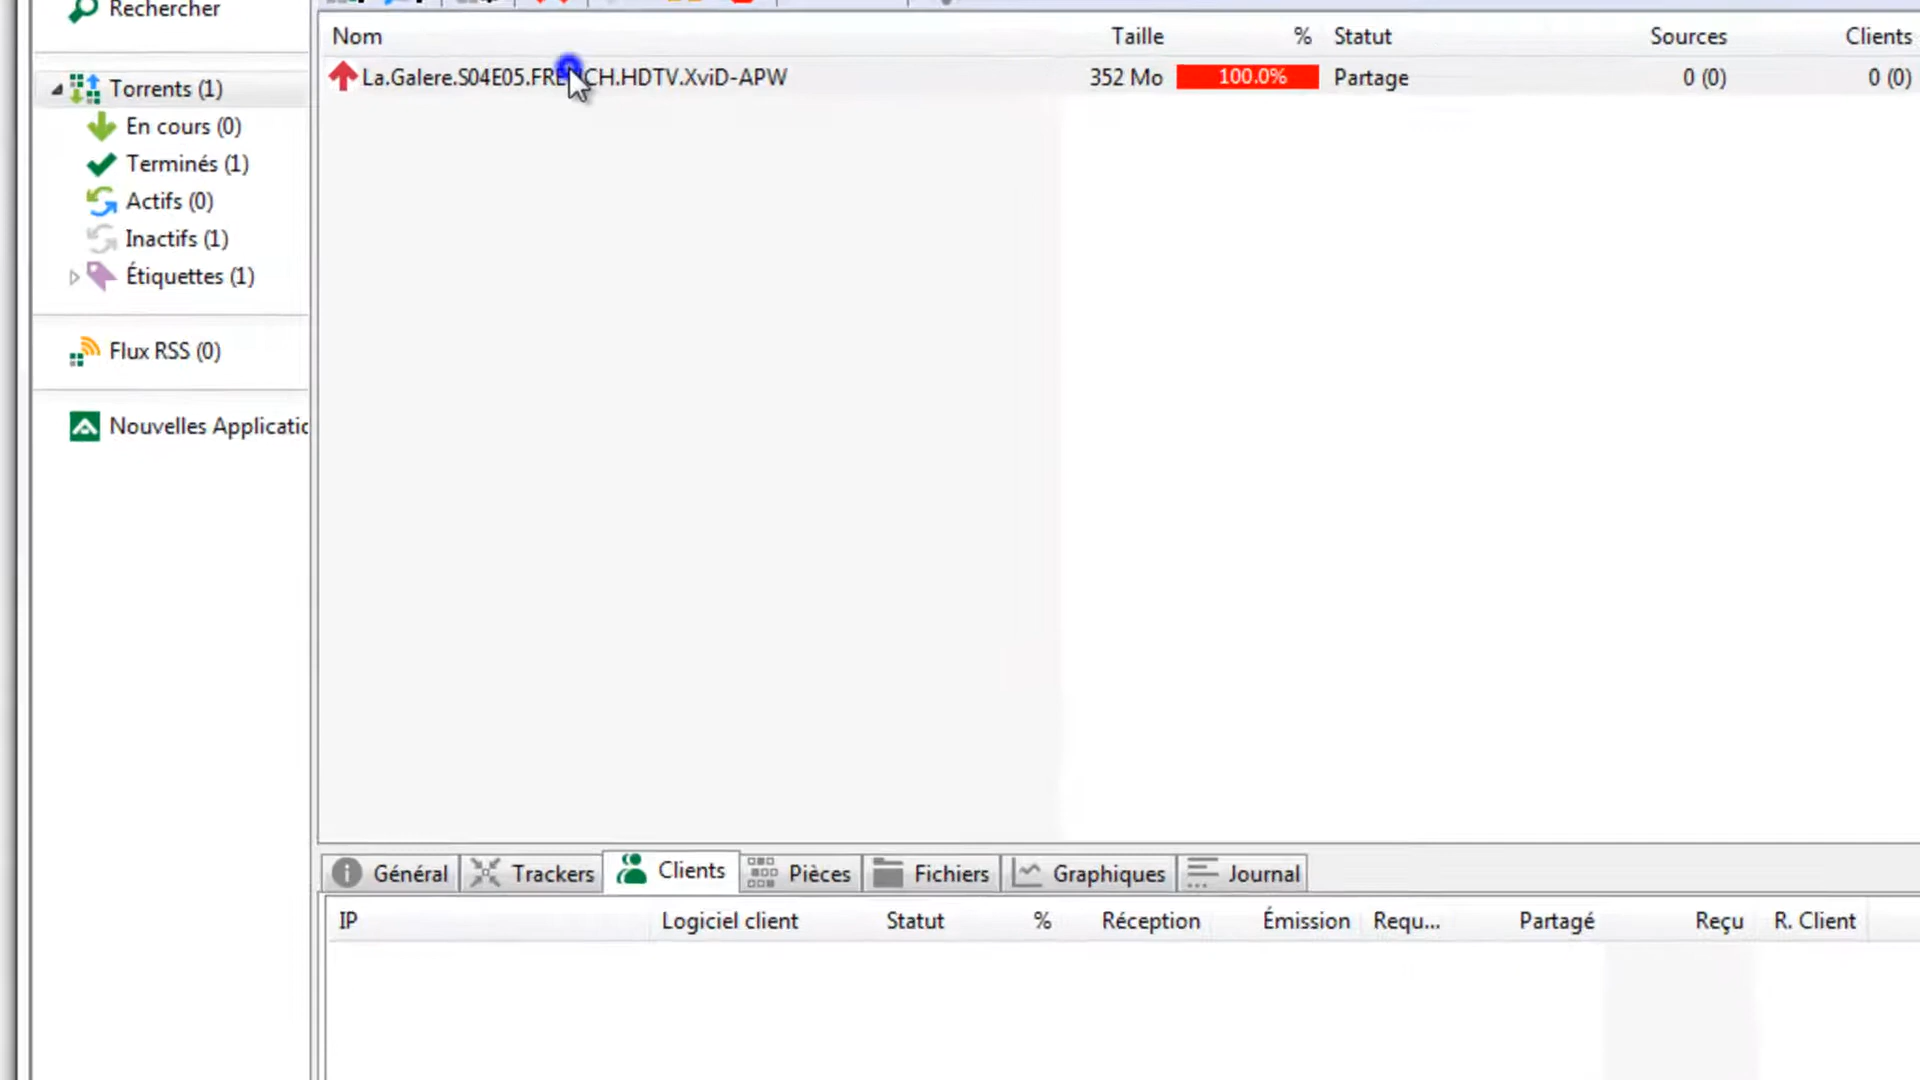 Rechercher
Torrents (1)
En cours (0)
Terminés (1)
Actifs (0)
Inactifs (1)
Étiquettes (1)
Flux RSS (0)
Nouvelles Applicatio
Nom Taille % Statut Sources Clients
La.Galere.S04E05.FRENCH.HDTV.XviD-APW 352 Mo 100.0% Partage 0 (0) 0 (0)
Général Trackers Clients Pièces Fichiers Graphiques Journal
IP Logiciel client Statut % Réception Émission Requ... Partagé Reçu R. Client